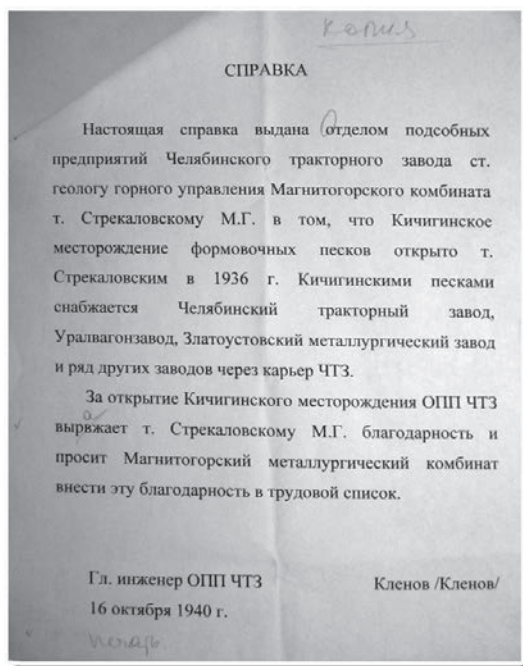 Копия
СПРАВКА
Настоящая справка выдана отделом подсобных
предприятий Челябинского тракторного завода ст.
геологу горного управления Магнитогорского комбината
т. Стрекаловскому М.Г. в том, что Кичигинское
месторождение формовочных песков открыто т.
Стрекаловским в 1936 г. Кичигинскими песками
снабжается Челябинский тракторный завод,
Уралвагонзавод, Златоустовский металлургический завод
и ряд других заводов через карьер ЧТЗ.
За открытие Кичигинского месторождения ОПП ЧТЗ
а
вырвжает т. Стрекаловскому М.Г. благодарность и
просит Магнитогорский металлургический комбинат
внести эту благодарность в трудовой список.
Гл. инженер ОПП ЧТЗ Кленов /Кленов/
16 октября 1940 г.
печать